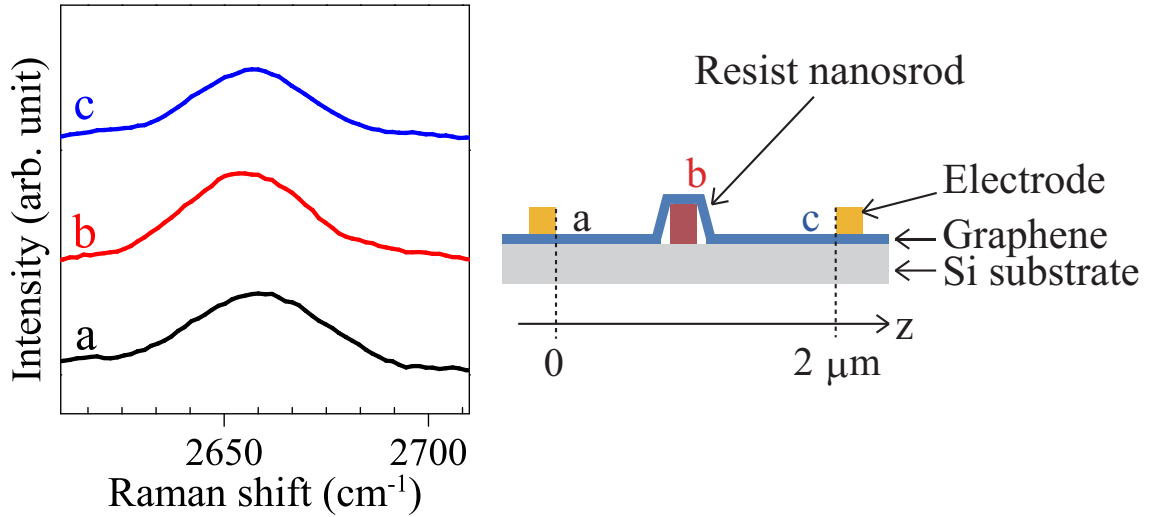 Intensity (arb. unit)
c
b
a
2650 2700
Raman shift (cm-1)
Resist nanosrod
b
Electrode
a
c
Graphene
Si substrate
z
0
2 μm